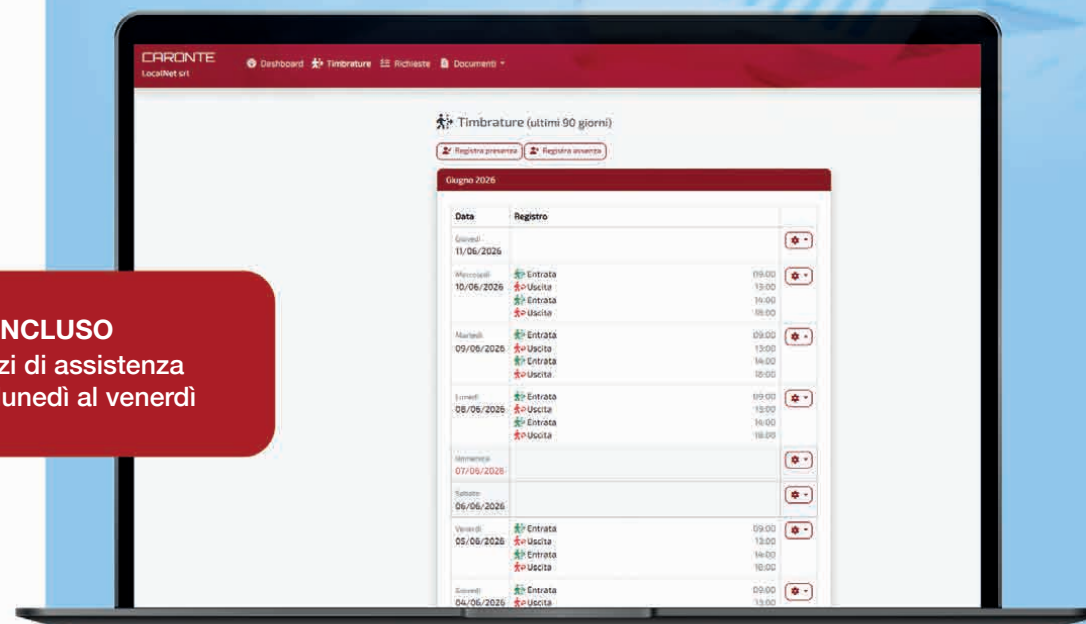 CARONTE
LocalNet srl
Dashboard Timbrature Richieste Documenti
Timbrature (ultimi 90 giorni)
Registra presenza Registra assenza
Giugno 2026
Data Registro
Giovedì
11/06/2026
Mercoledì Entrata 09:00
10/06/2026 Uscita 13:00
Entrata 14:00
Uscita 18:00
Martedì Entrata 09:00
09/06/2026 Uscita 13:00
Entrata 14:00
Uscita 18:00
Lunedì Entrata 09:00
08/06/2026 Uscita 13:00
Entrata 14:00
Uscita 18:00
Domenica
07/06/2026
Sabato
06/06/2026
Venerdì Entrata 09:00
05/06/2026 Uscita 13:00
Entrata 14:00
Uscita 18:00
Giovedì Entrata 09:00
04/06/2026 Uscita 13:00
NCLUSO
zi di assistenza
unedì al venerdì